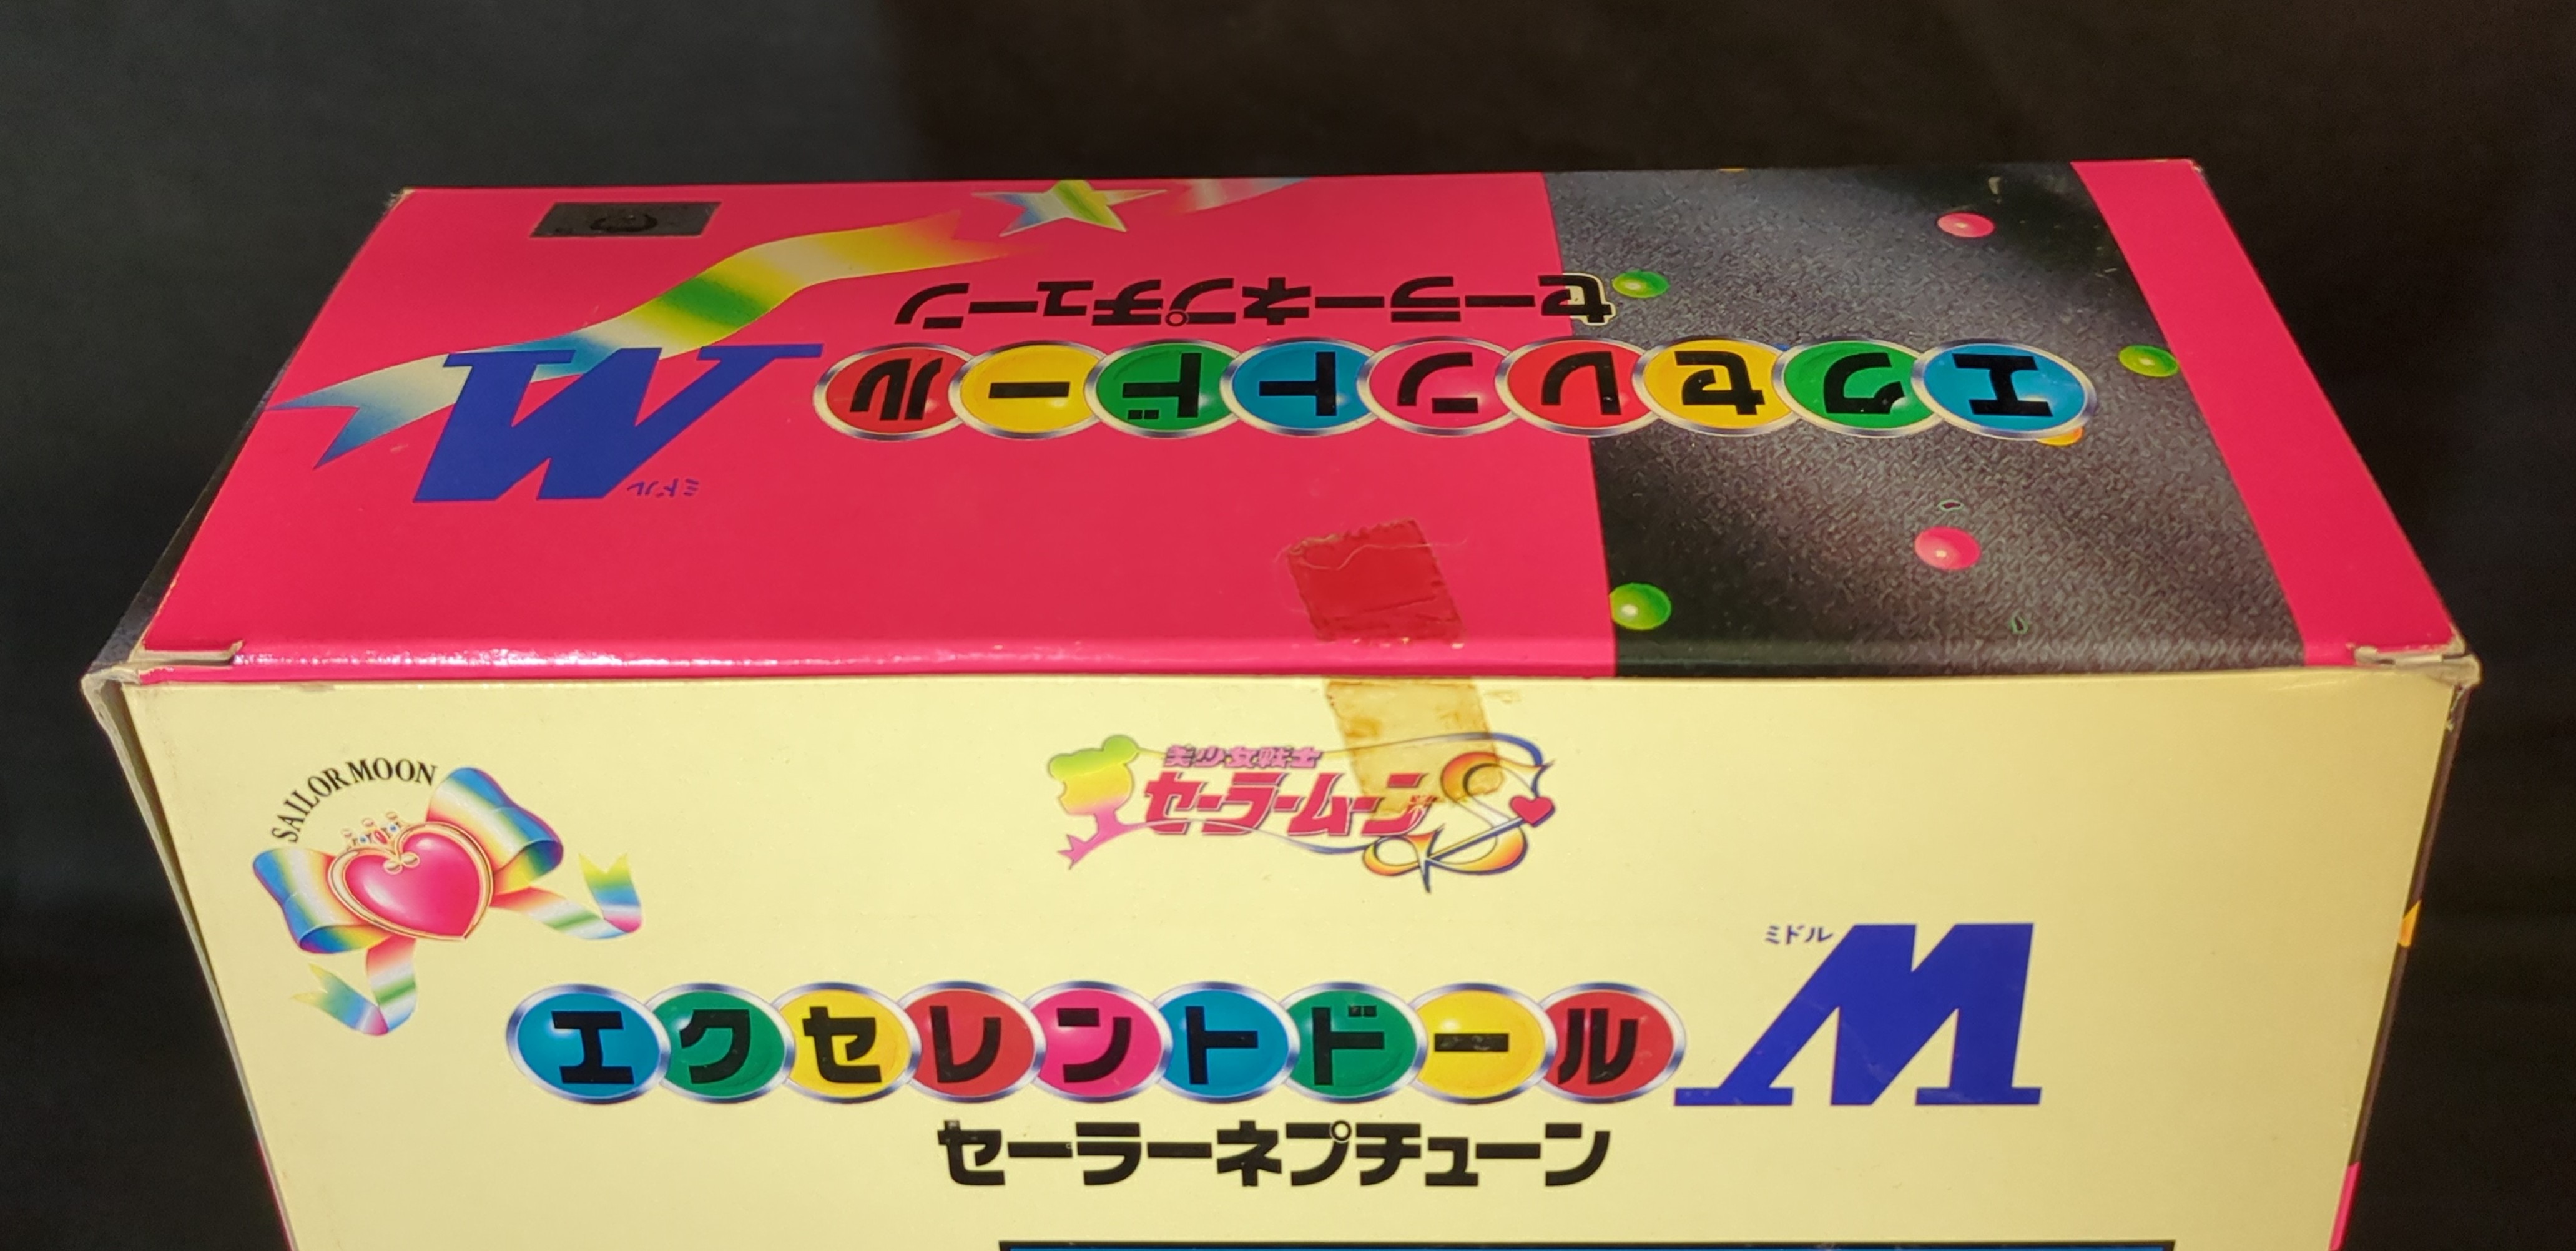 セーラーネプチューン
エクセレントドール M
ミドル
SAILOR MOON
美少女戦士
セーラームーン S
ミドル
エクセレントドール M
セーラーネプチューン